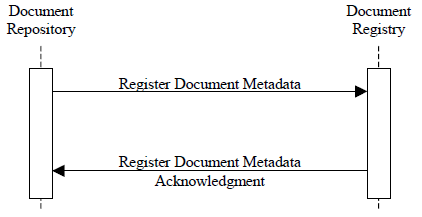 Document
Repository
Document
Registry
Register Document Metadata
Register Document Metadata
Acknowledgment